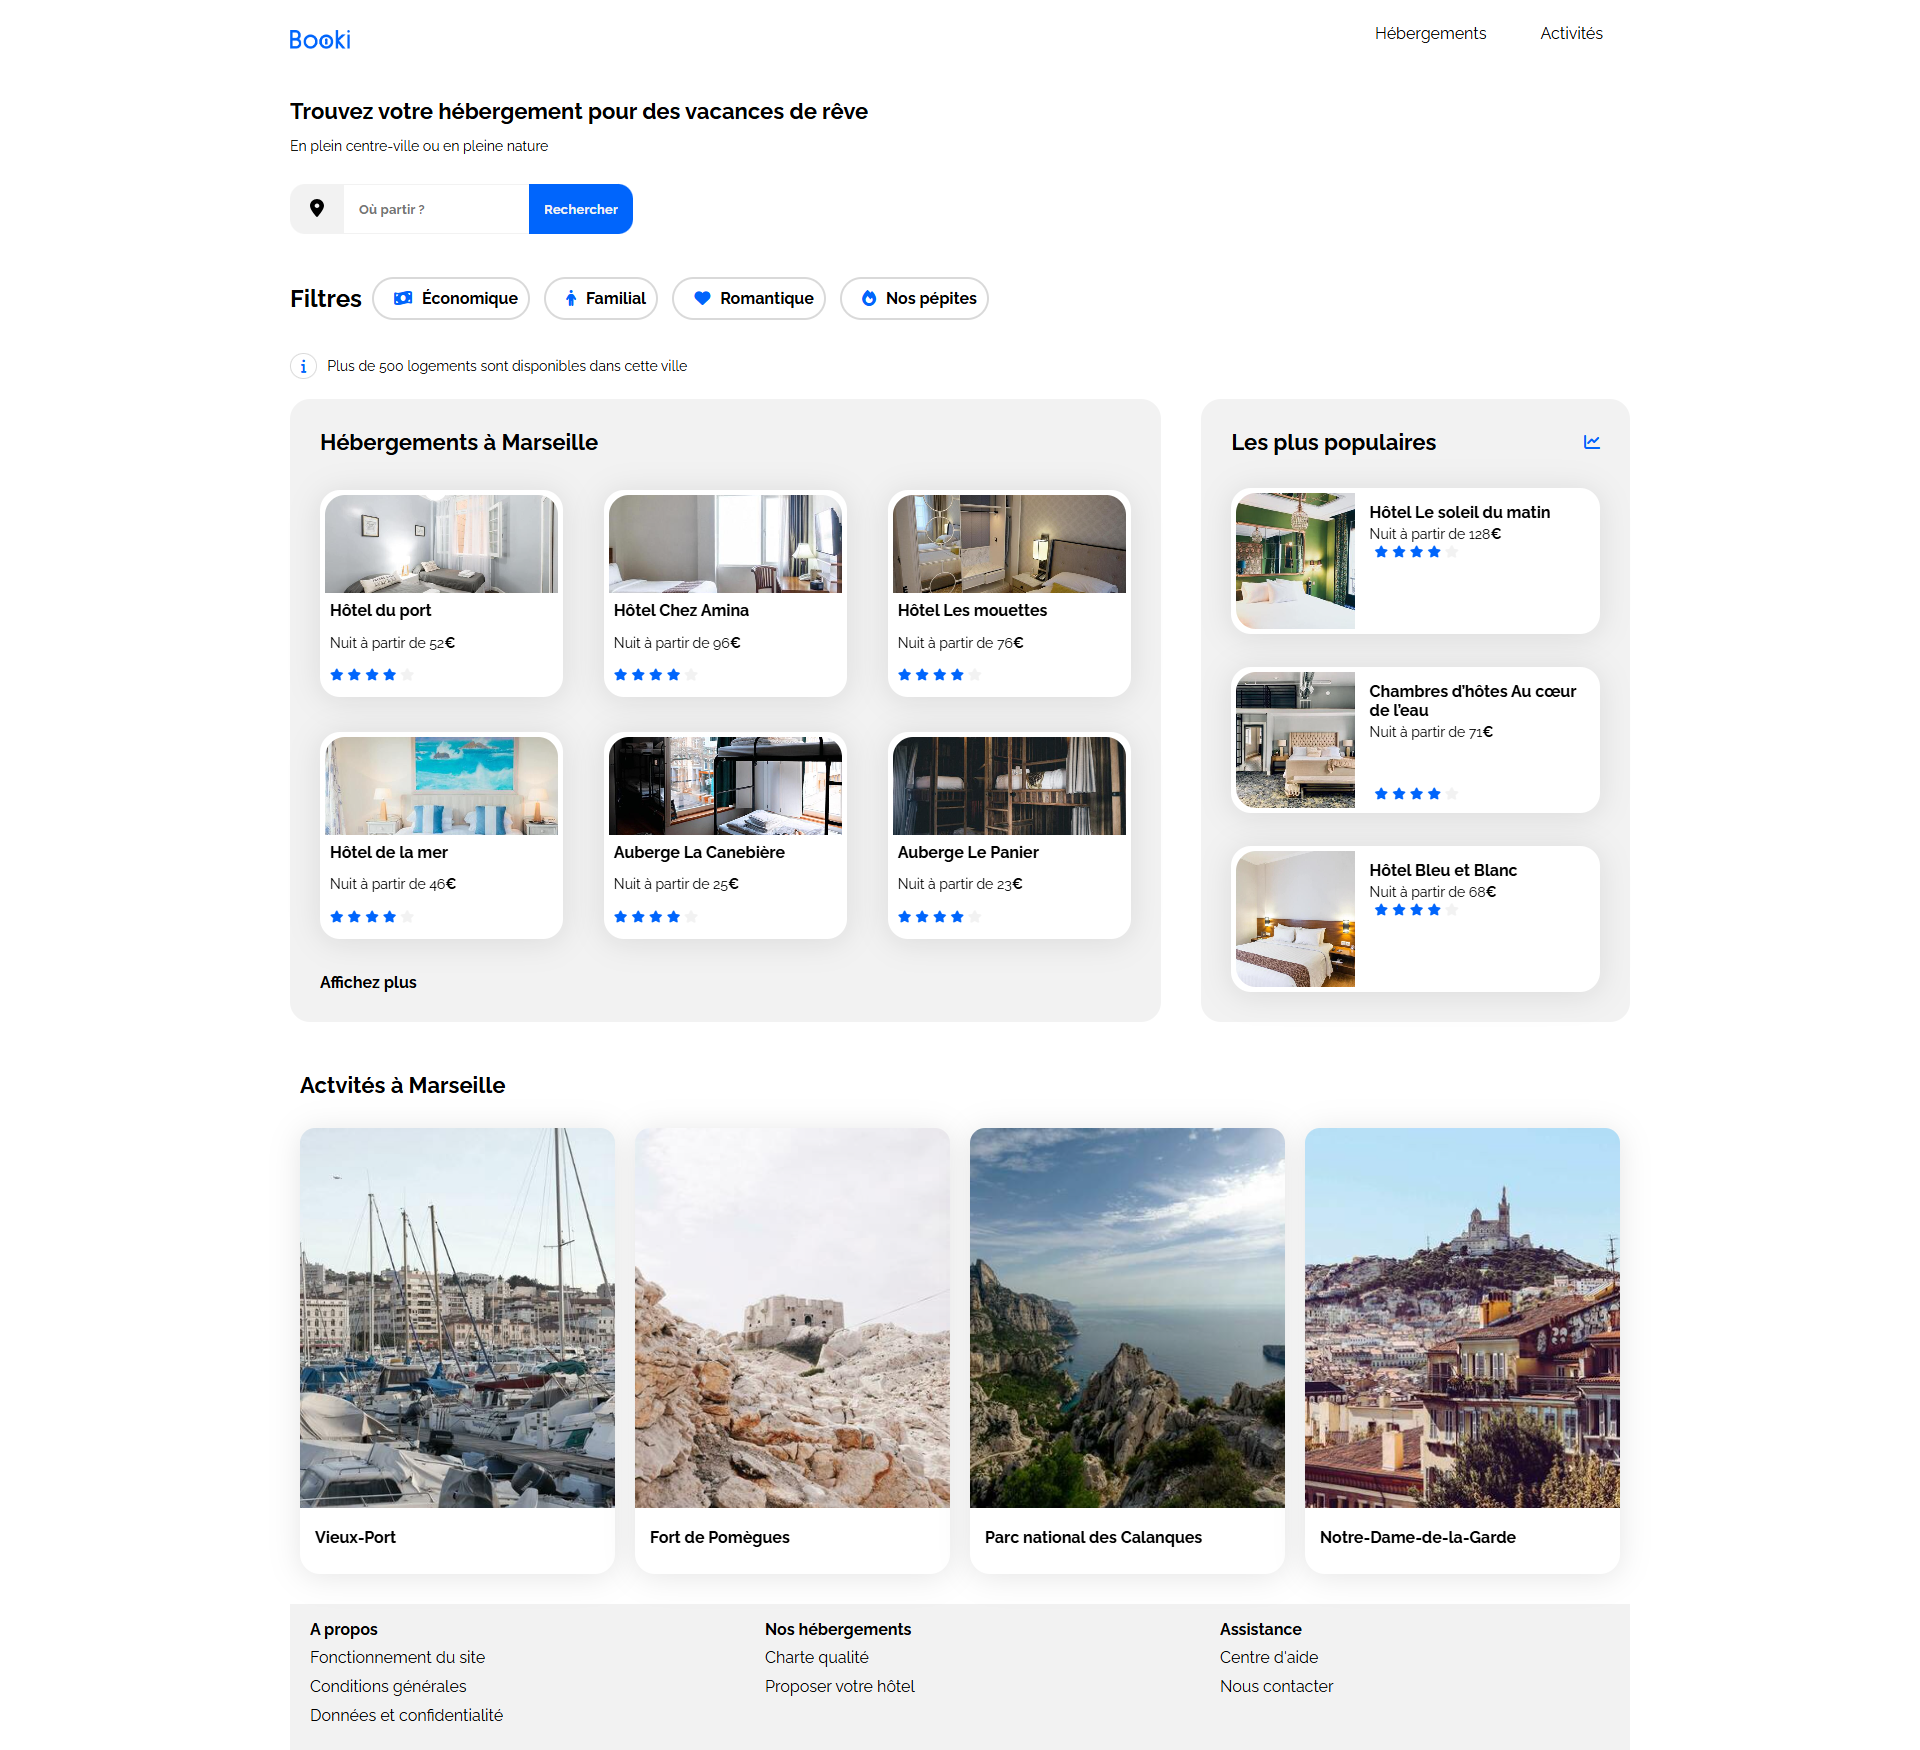 Booki
Hébergements
Activités
Trouvez votre hébergement pour des vacances de rêve
En plein centre-ville ou en pleine nature
Où partir ?
Rechercher
Filtres
Économique
Familial
Romantique
Nos pépites
Plus de 500 logements sont disponibles dans cette ville
Hébergements à Marseille
Hôtel du port
Nuit à partir de 52€
Hôtel Chez Amina
Nuit à partir de 96€
Hôtel Les mouettes
Nuit à partir de 76€
Hôtel de la mer
Nuit à partir de 46€
Auberge La Canebière
Nuit à partir de 25€
Auberge Le Panier
Nuit à partir de 23€
Affichez plus
Les plus populaires
Hôtel Le soleil du matin
Nuit à partir de 128€
Chambres d'hôtes Au cœur
de l'eau
Nuit à partir de 71€
Hôtel Bleu et Blanc
Nuit à partir de 68€
Actvités à Marseille
Vieux-Port
Fort de Pomègues
Parc national des Calanques
Notre-Dame-de-la-Garde
A propos
Fonctionnement du site
Conditions générales
Données et confidentialité
Nos hébergements
Charte qualité
Proposer votre hôtel
Assistance
Centre d'aide
Nous contacter